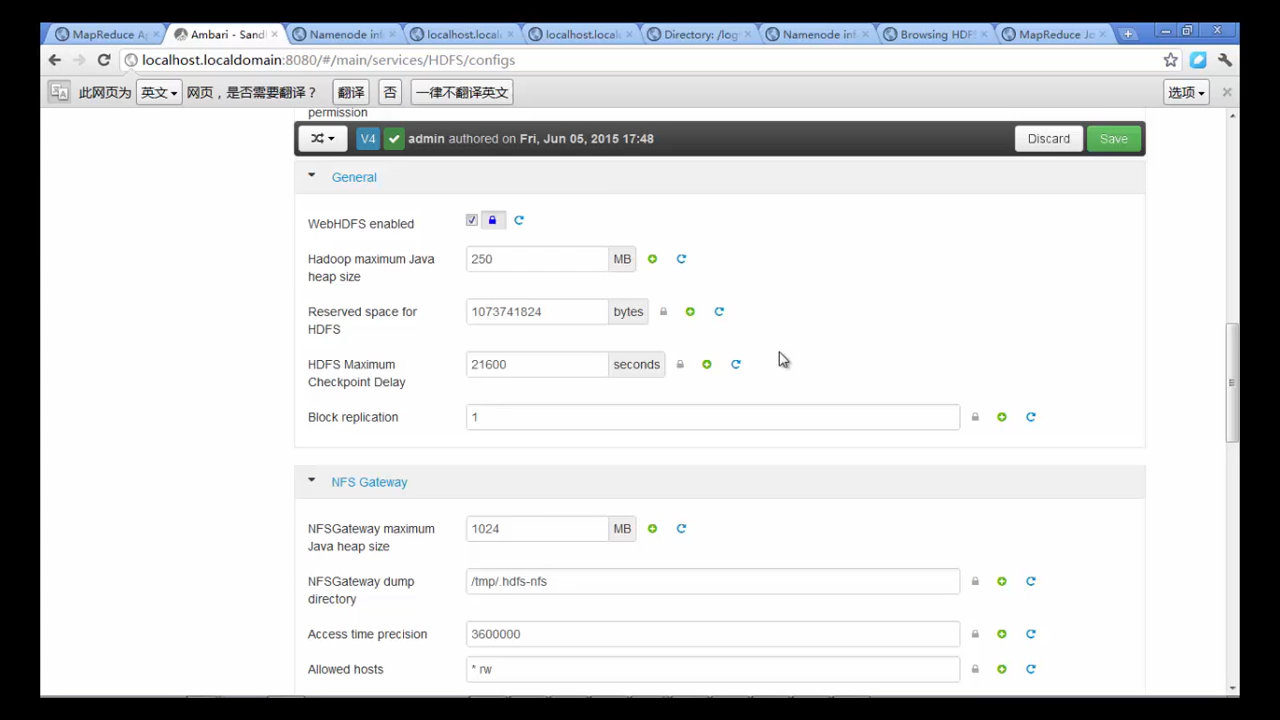 MapReduce Ap
Ambari - Sandl
Namenode inf
localhost.local
localhost.local
Directory: /log
Namenode inf
Browsing HDF
MapReduce Jo
localhost.localdomain:8080/#/main/services/HDFS/configs
此网页为 英文 网页，是否需要翻译？ 翻译 否 一律不翻译英文 选项
permission
V4 admin authored on Fri, Jun 05, 2015 17:48 Discard Save
General
WebHDFS enabled
Hadoop maximum Java
heap size
250 MB
Reserved space for
HDFS
1073741824 bytes
HDFS Maximum
Checkpoint Delay
21600 seconds
Block replication 1
NFS Gateway
NFSGateway maximum
Java heap size
1024 MB
NFSGateway dump
directory
/tmp/.hdfs-nfs
Access time precision 3600000
Allowed hosts * rw